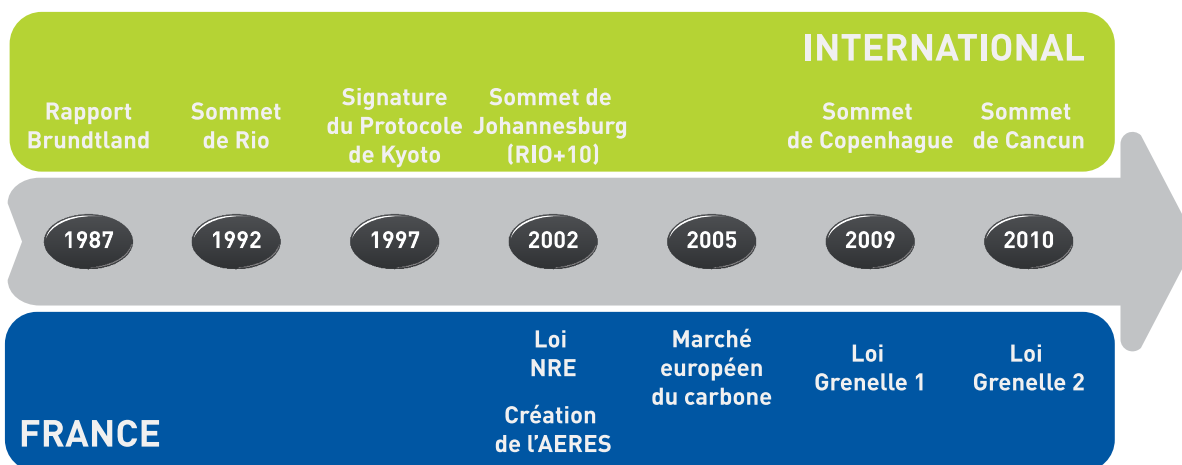 INTERNATIONAL
Rapport
Brundtland
Sommet
de Rio
Signature
du Protocole
de Kyoto
Sommet de
Johannesburg
(RIO+10)
Sommet
de Copenhague
Sommet
de Cancun
1987
1992
1997
2002
2005
2009
2010
Loi
NRE
Création
de l'AERES
Marché
européen
du carbone
Loi
Grenelle 1
Loi
Grenelle 2
FRANCE